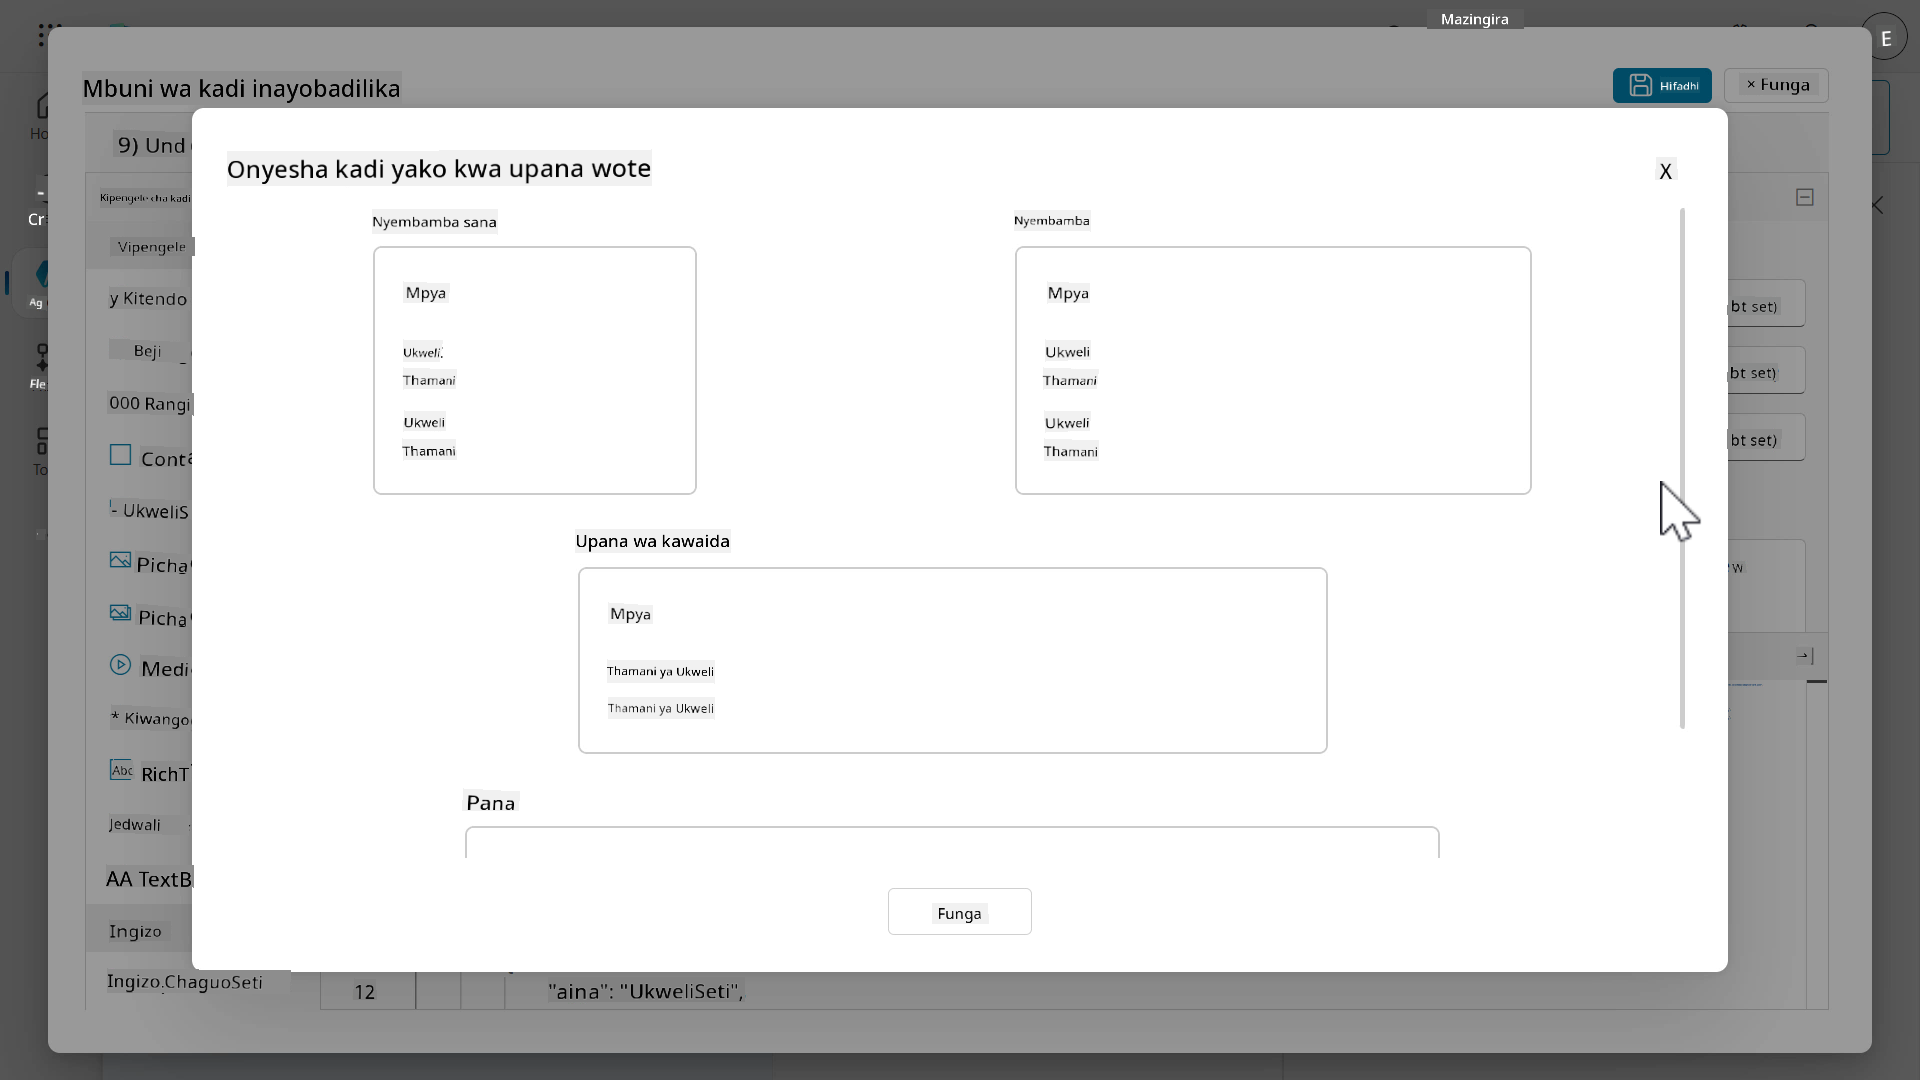 Mazingira
E
Mbuni wa kadi inayobadilika
Hifadhi
× Funga
9) Und
Onyesha kadi yako kwa upana wote
X
Kipengele cha kadi
Cr
Vipengele
y Kitendo
Ag
Beji
Fle
000 Rangi
Cont
- UkweliS
Picha
Picha
Medi
* Kiwango
Abc RichT
Jedwali
AA TextB
Ingizo
Ingizo.ChaguoSeti
Nyembamba sana
Mpya
Ukweli
Thamani
Ukweli
Thamani
Nyembamba
Mpya
Ukweli
Thamani
Ukweli
Thamani
Upana wa kawaida
Mpya
Thamani ya Ukweli
Thamani ya Ukweli
Pana
Funga
bt set)
bt set)
bt set)
W
12 "aina": "UkweliSeti",